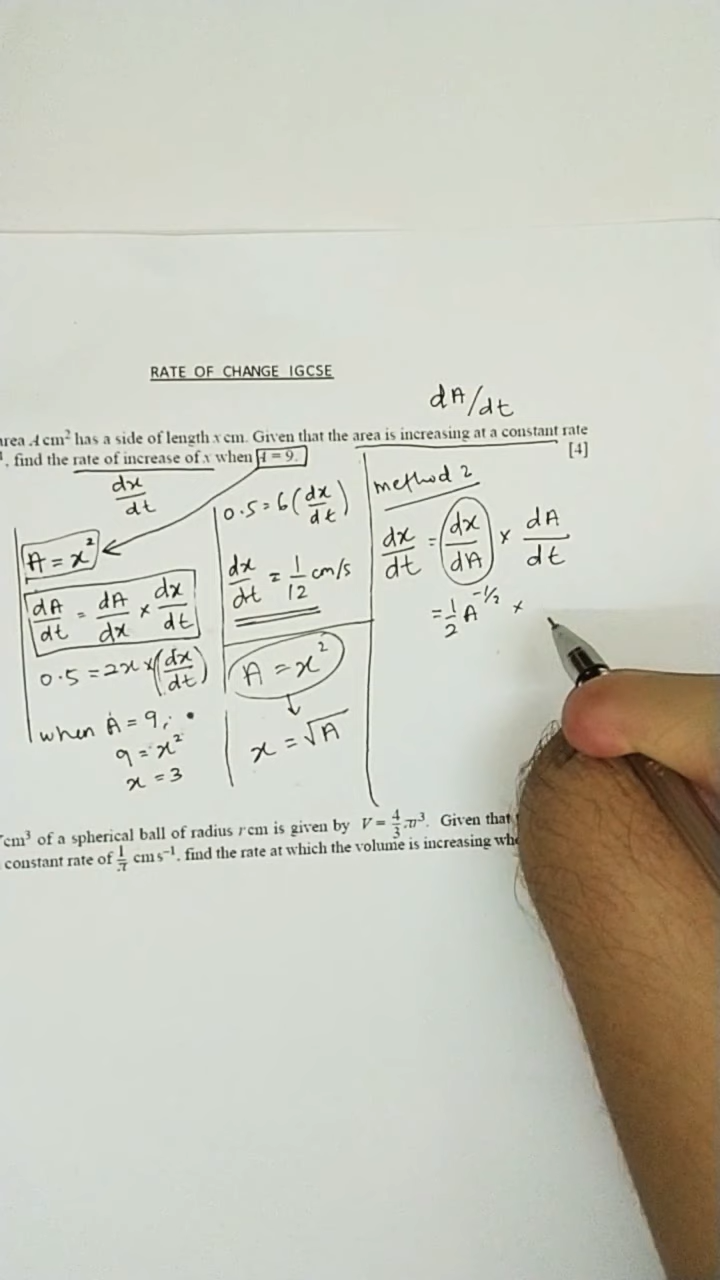 RATE OF CHANGE IGCSE
dA/dt
area A cm² has a side of length x cm. Given that the area is increasing at a constant rate
, find the rate of increase of x when A = 9. [4]
dx/dt
A = x²
dA/dt = dA/dx × dx/dt
0.5 = 2x × (dx/dt)
when A = 9,
9 = x²
x = 3
0.5 = 6 (dx/dt)
dx/dt = 1/12 cm/s
A = x²
x = √A
method 2
dx/dt = dx/dA × dA/dt
= 1/2 A^-1/2 ×
cm³ of a spherical ball of radius r cm is given by V = 4/3 πr³. Given that
constant rate of 1/π cm s⁻¹, find the rate at which the volume is increasing